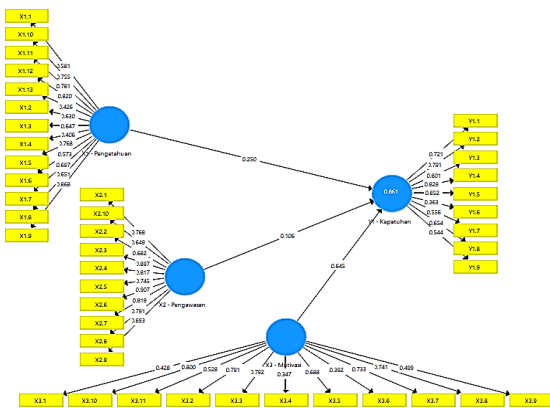 X1.1
X1.10
X1.11
X1.12
X1.13
X1.2
X1.3
X1.4
X1.5
X1.6
X1.7
X1.8
X1.9
0.581
0.755
0.781
0.820
0.426
0.630
0.647
0.406
0.768
0.573
0.687
0.651
0.668
X1 - Pengatahuan
0.250
X2.1
X2.10
X2.2
X2.3
X2.4
X2.5
X2.6
X2.7
X2.8
X2.9
0.768
0.649
0.682
0.817
0.745
0.907
0.819
0.791
0.693
X2 - Pengawasan
0.106
0.861
Y1 - Kepatuhan
Y1.1
Y1.2
Y1.3
Y1.4
Y1.5
Y1.6
Y1.7
Y1.8
Y1.9
0.721
0.791
0.801
0.829
0.852
0.363
0.556
0.654
0.544
0.645
X3 - Motivasi
0.428
0.800
0.528
0.781
0.752
0.347
0.688
0.392
0.733
0.741
0.499
X3.1
X3.10
X3.11
X3.2
X3.3
X3.4
X3.5
X3.6
X3.7
X3.8
X3.9